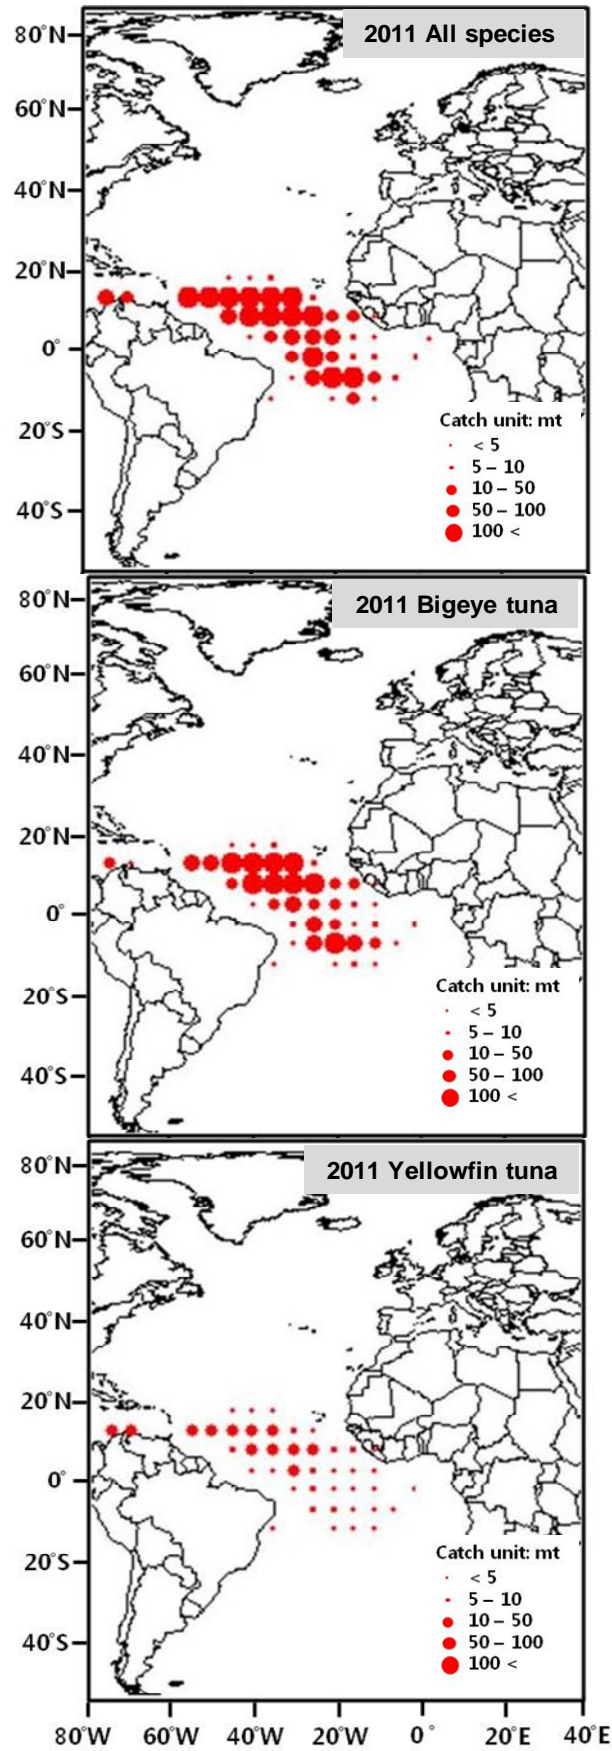 2011 All species
80°N
60°N
40°N
20°N
0°
20°S
40°S
Catch unit: mt
< 5
5 – 10
10 – 50
50 – 100
100 <
2011 Bigeye tuna
80°N
60°N
40°N
20°N
0°
20°S
40°S
Catch unit: mt
< 5
5 – 10
10 – 50
50 – 100
100 <
2011 Yellowfin tuna
80°N
60°N
40°N
20°N
0°
20°S
40°S
Catch unit: mt
< 5
5 – 10
10 – 50
50 – 100
100 <
80°W 60°W 40°W 20°W 0° 20°E 40°E